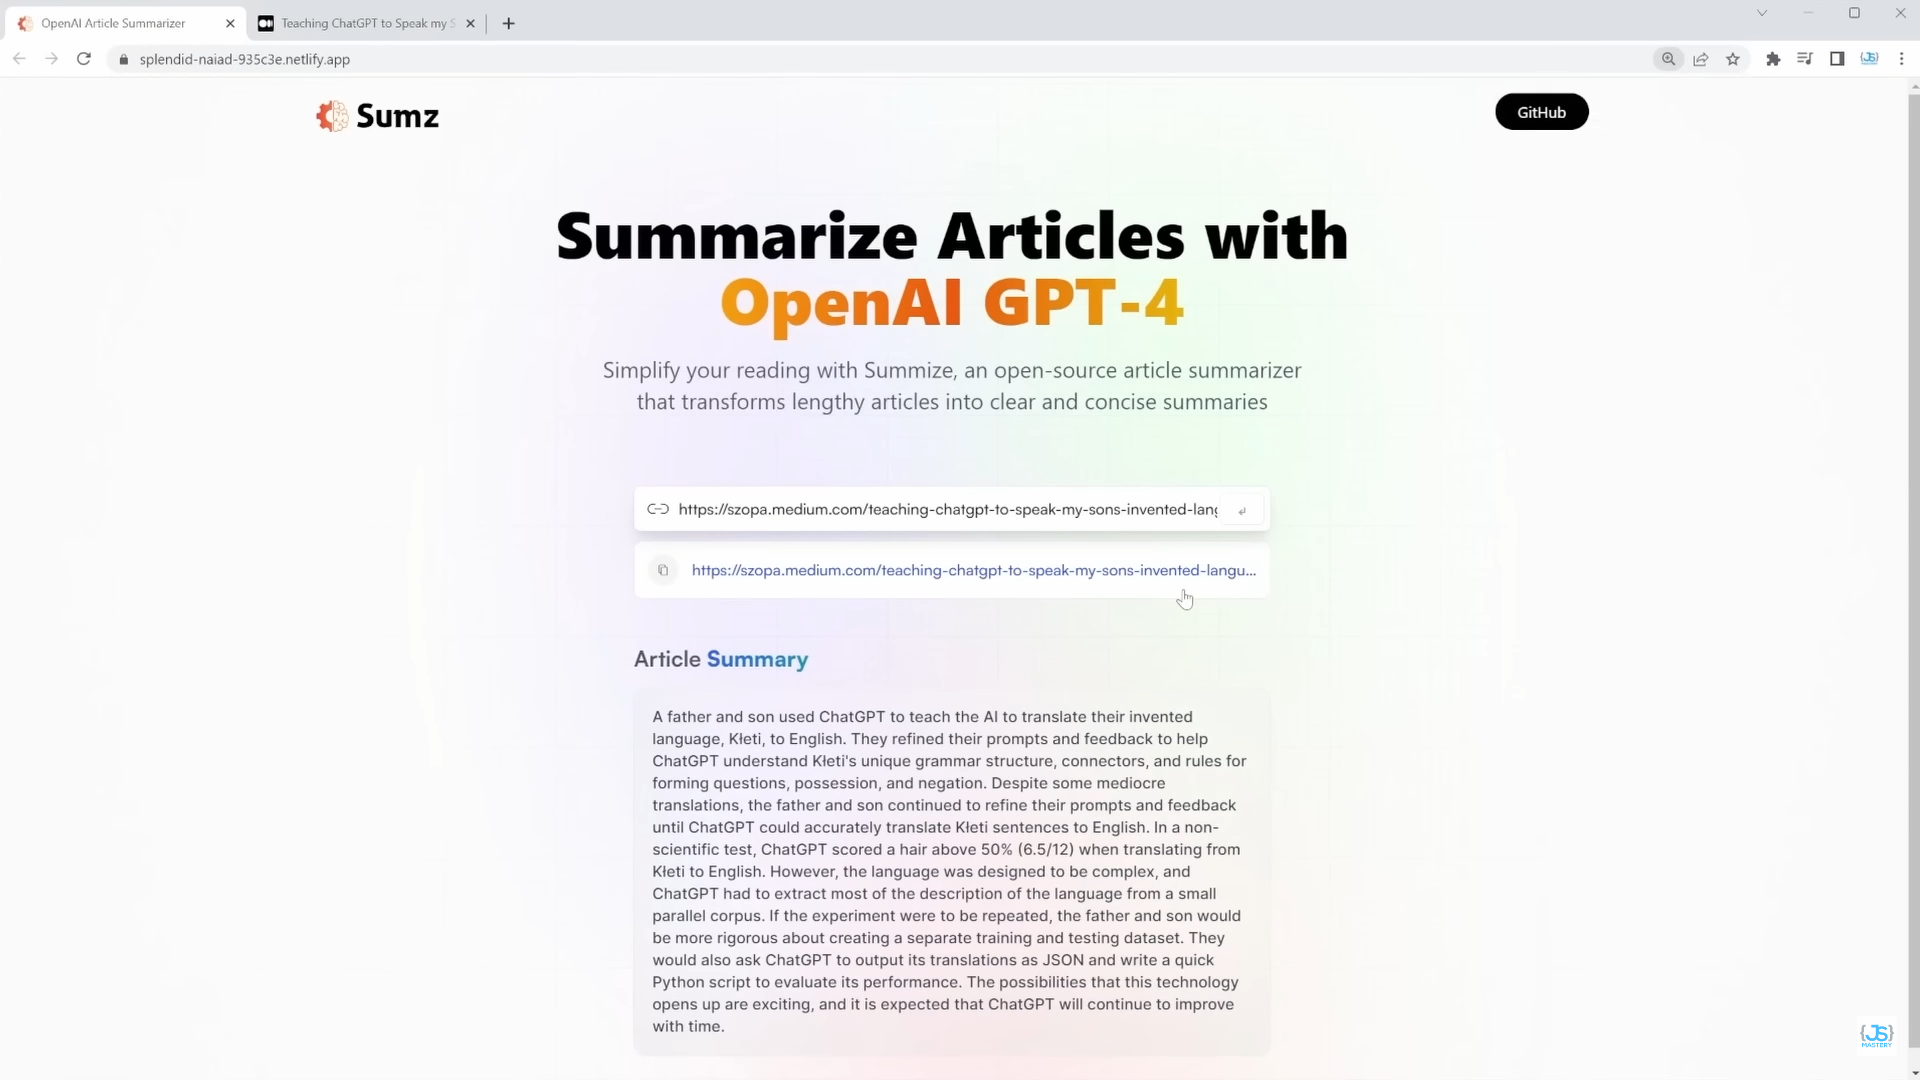 OpenAI Article Summarizer
Teaching ChatGPT to Speak my S
splendid-naiad-935c3e.netlify.app
{JS}
Sumz
GitHub
Summarize Articles with
OpenAI GPT-4
Simplify your reading with Summize, an open-source article summarizer
that transforms lengthy articles into clear and concise summaries
https://szopa.medium.com/teaching-chatgpt-to-speak-my-sons-invented-lang
https://szopa.medium.com/teaching-chatgpt-to-speak-my-sons-invented-langu...
Article Summary
A father and son used ChatGPT to teach the AI to translate their invented
language, Kłeti, to English. They refined their prompts and feedback to help
ChatGPT understand Kłeti's unique grammar structure, connectors, and rules for
forming questions, possession, and negation. Despite some mediocre
translations, the father and son continued to refine their prompts and feedback
until ChatGPT could accurately translate Kłeti sentences to English. In a non-
scientific test, ChatGPT scored a hair above 50% (6.5/12) when translating from
Kłeti to English. However, the language was designed to be complex, and
ChatGPT had to extract most of the description of the language from a small
parallel corpus. If the experiment were to be repeated, the father and son would
be more rigorous about creating a separate training and testing dataset. They
would also ask ChatGPT to output its translations as JSON and write a quick
Python script to evaluate its performance. The possibilities that this technology
opens up are exciting, and it is expected that ChatGPT will continue to improve
with time.
{JS}
MASTERY